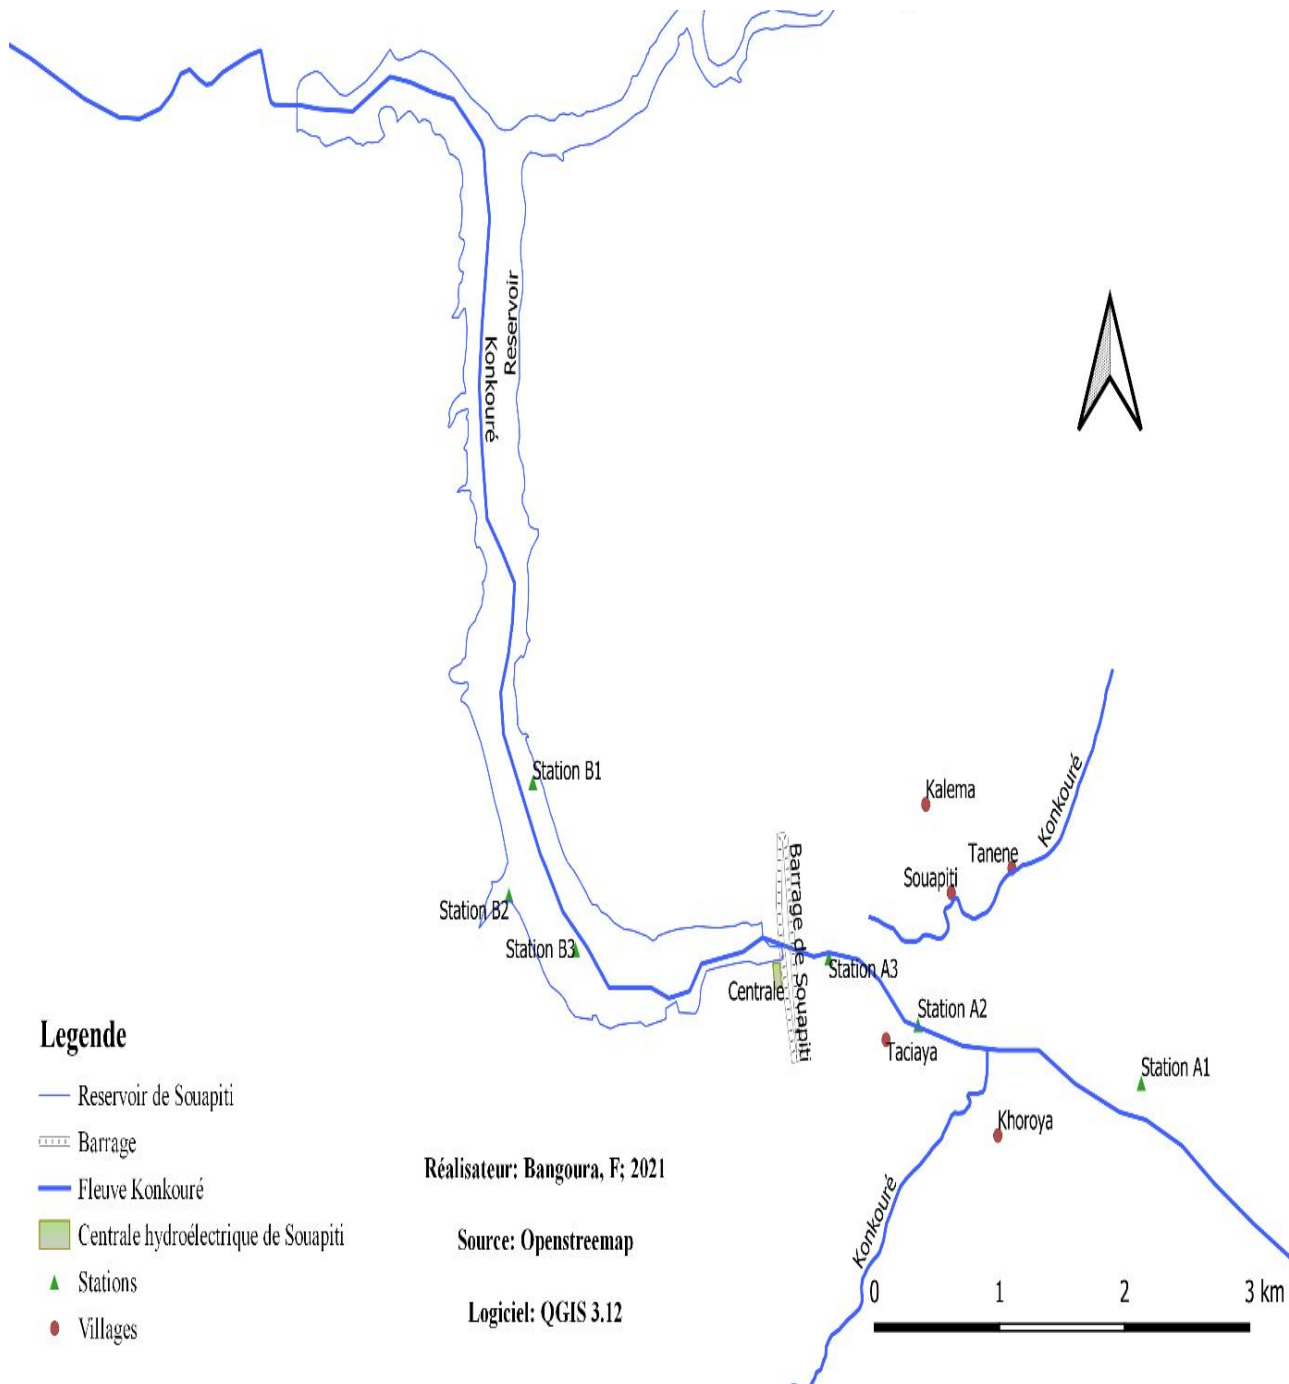 Reservoir
Konkouré
Station B1
Kalema
Konkouré
Tanene
Souapiti
Barrage de Souapiti
Station B2
Station B3
Station A3
Centrale
Station A2
Taciaya
Station A1
Khoroya
Konkouré
Legende
Reservoir de Souapiti
Barrage
Fleuve Konkouré
Centrale hydroélectrique de Souapiti
Stations
Villages
Réalisateur: Bangoura, F; 2021
Source: Openstreemap
Logiciel: QGIS 3.12
0 1 2 3 km